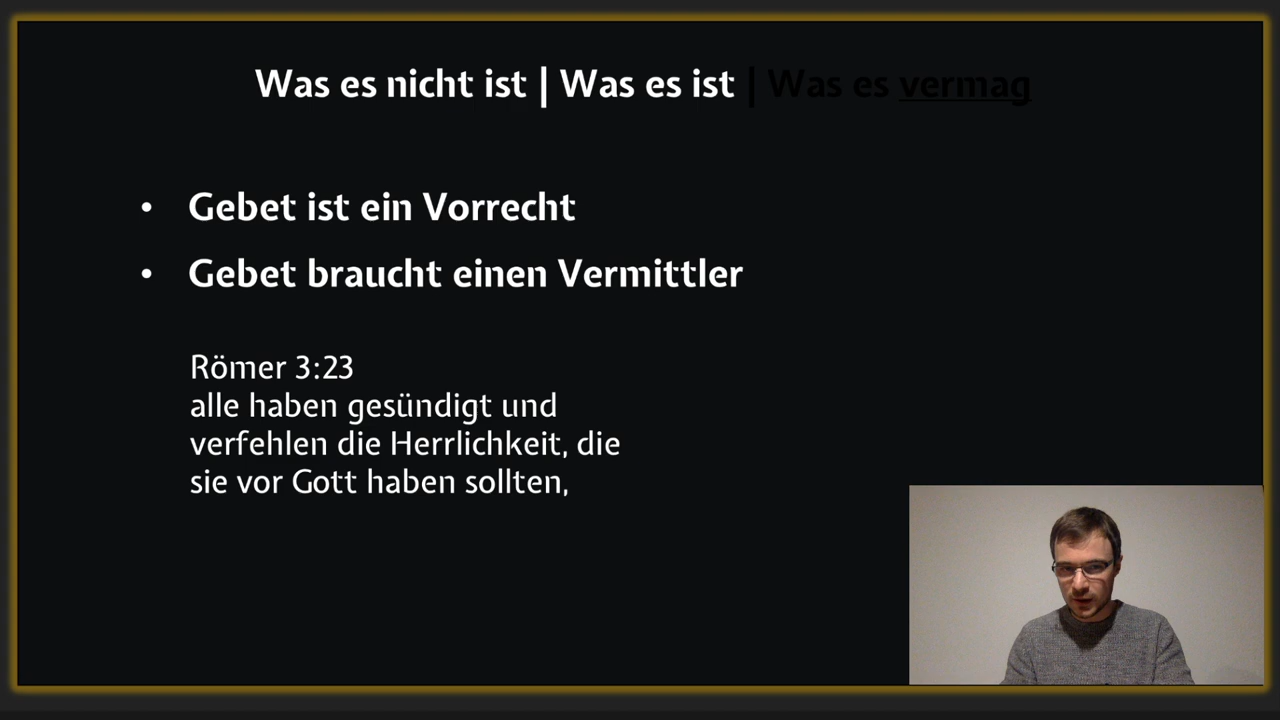 Was es nicht ist | Was es ist | Was es vermag
• Gebet ist ein Vorrecht
• Gebet braucht einen Vermittler
Römer 3:23
alle haben gesündigt und
verfehlen die Herrlichkeit, die
sie vor Gott haben sollten,